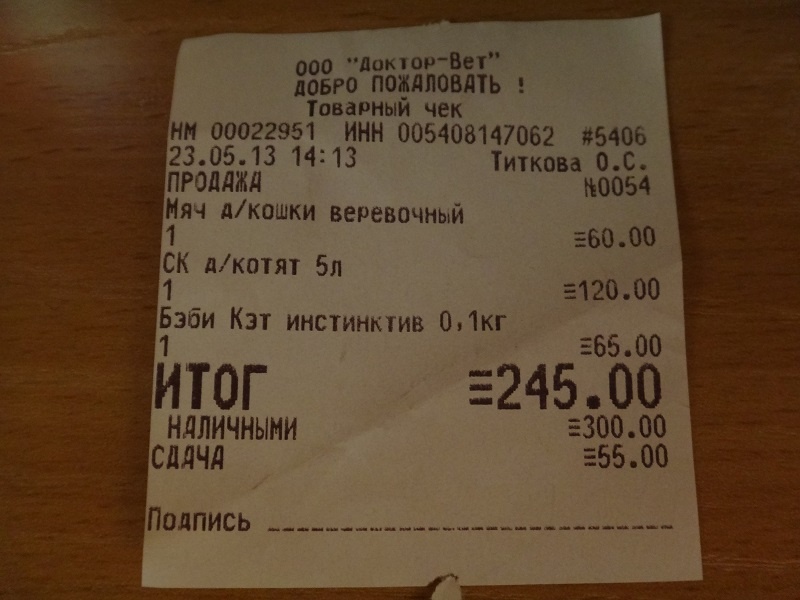 ООО "Доктор-Вет"
ДОБРО ПОЖАЛОВАТЬ !
Товарный чек
НМ 00022951 ИНН 005408147062 #5406
23.05.13 14:13 Титкова О.С.
ПРОДАЖА №0054
Мяч д/кошки веревочный
1 ≡60.00
СК д/котят 5л
1 ≡120.00
Бэби Кэт инстинктив 0,1кг
1 ≡65.00
ИТОГ ≡245.00
НАЛИЧНЫМИ ≡300.00
СДАЧА ≡55.00
Подпись